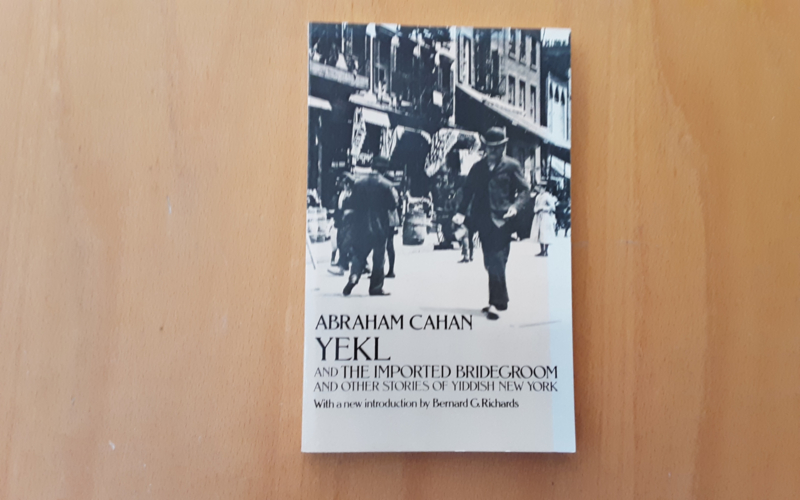 ABRAHAM CAHAN
YEKL
AND THE IMPORTED BRIDEGROOM
AND OTHER STORIES OF YIDDISH NEW YORK
With a new introduction by Bernard G. Richards